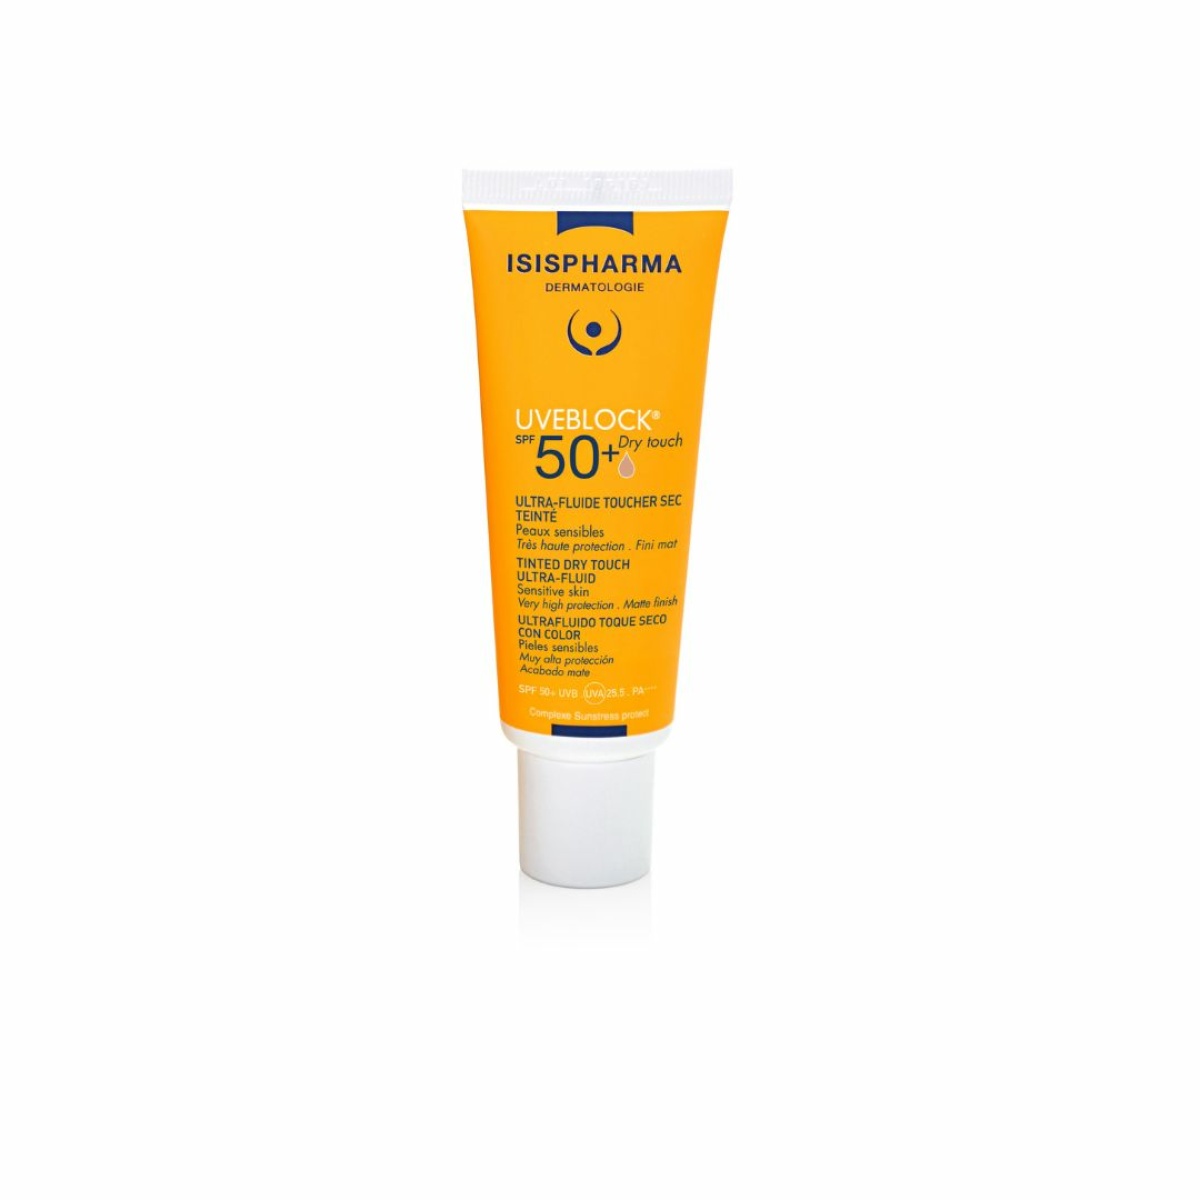 ISISPHARMA
DERMATOLOGIE
UVEBLOCK®
SPF 50+ Dry touch
ULTRA-FLUIDE TOUCHER SEC
TEINTÉ
Peaux sensibles
Très haute protection . Fini mat
TINTED DRY TOUCH
ULTRA-FLUID
Sensitive skin
Very high protection . Matte finish
ULTRAFLUIDO TOQUE SECO
CON COLOR
Pieles sensibles
Muy alta protección
Acabado mate
SPF 50+ UVB . UVA 25.5 . PA++++
Complexe Sunstress protect